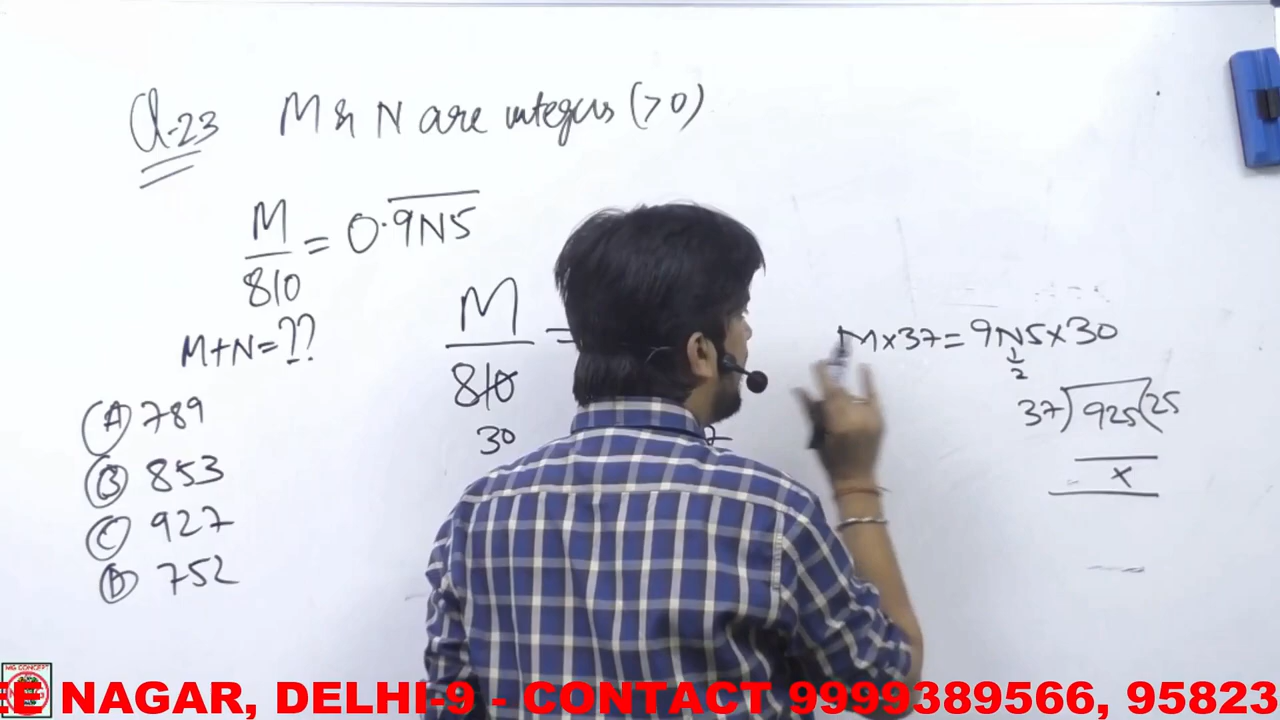 Q-23 M & N are integers (>0)
M/810 = 0.9N5
M+N=??
(A) 789
(B) 853
(C) 927
(D) 752
M/810 =
30
M×37=9N5×30
2
37)925(25
×
NAGAR, DELHI-9 - CONTACT 9999389566, 95823